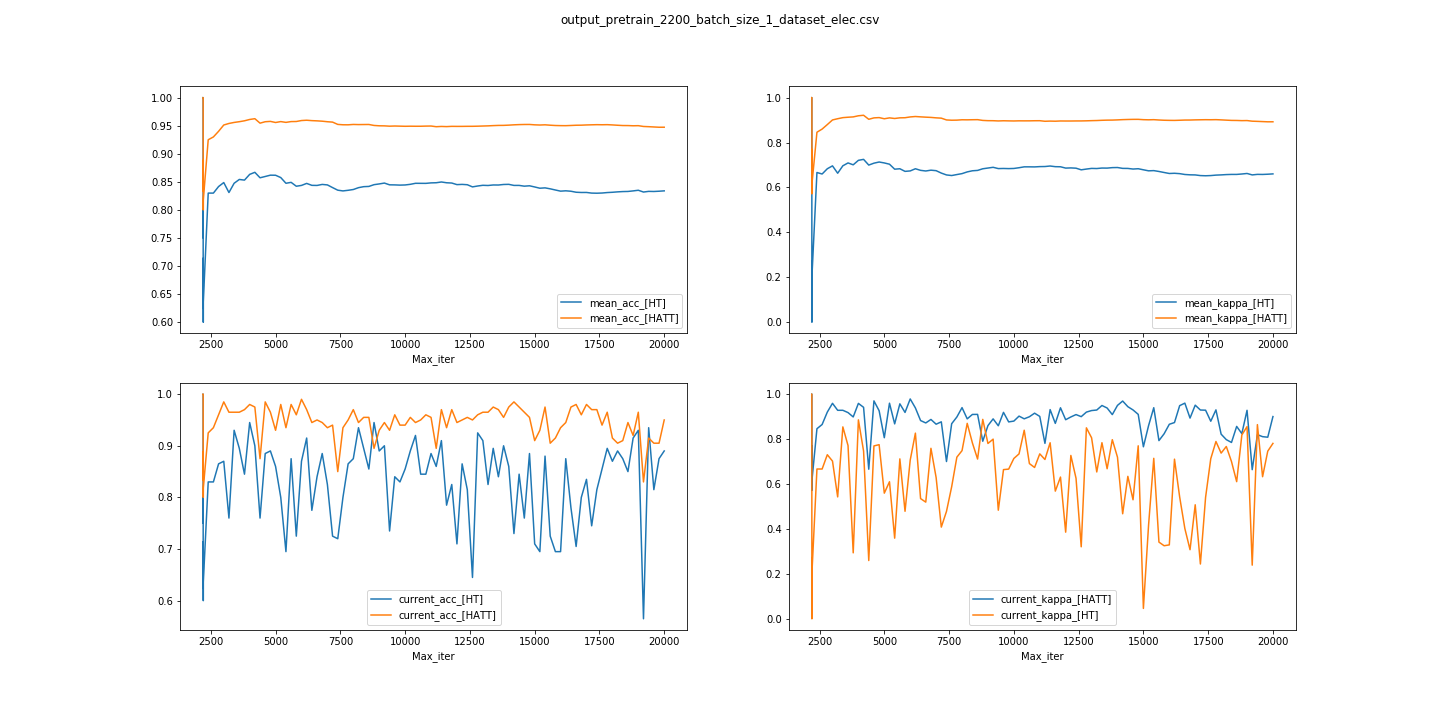 output_pretrain_2200_batch_size_1_dataset_elec.csv
1.00
0.95
0.90
0.85
0.80
0.75
0.70
0.65
0.60
mean_acc_[HT]
mean_acc_[HATT]
2500 5000 7500 10000 12500 15000 17500 20000
Max_iter
1.0
0.8
0.6
0.4
0.2
0.0
mean_kappa_[HT]
mean_kappa_[HATT]
2500 5000 7500 10000 12500 15000 17500 20000
Max_iter
1.0
0.9
0.8
0.7
0.6
current_acc_[HT]
current_acc_[HATT]
2500 5000 7500 10000 12500 15000 17500 20000
Max_iter
1.0
0.8
0.6
0.4
0.2
0.0
current_kappa_[HATT]
current_kappa_[HT]
2500 5000 7500 10000 12500 15000 17500 20000
Max_iter